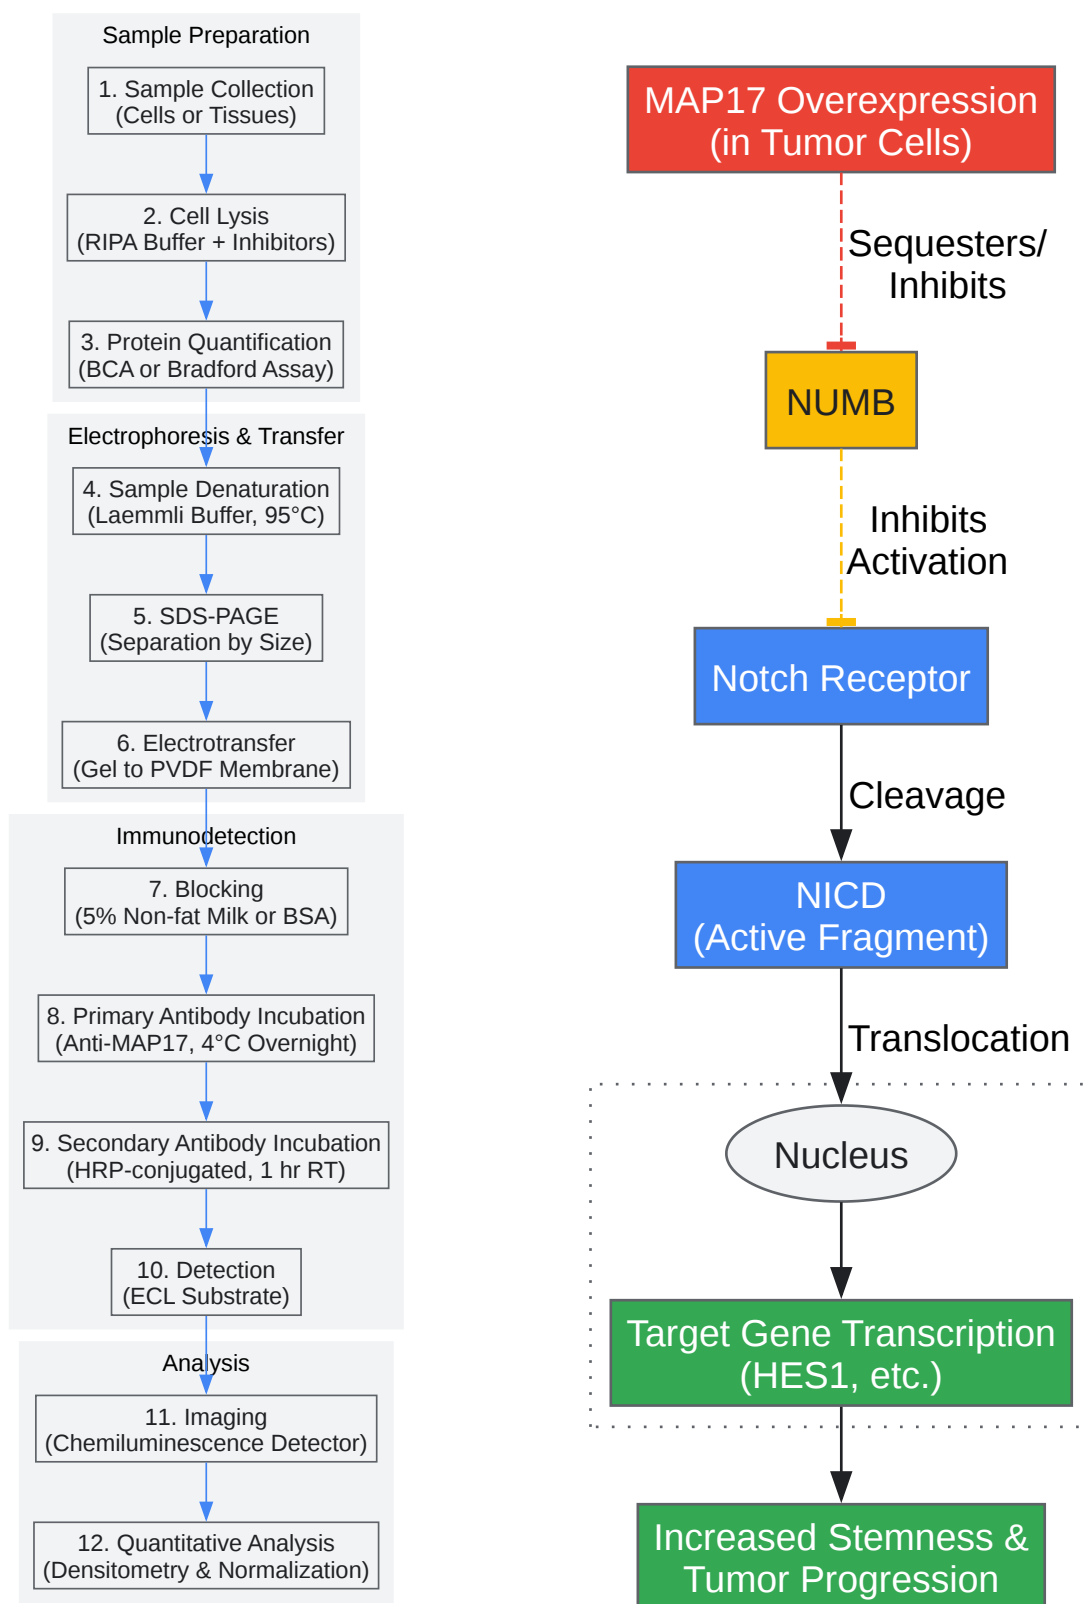 Sample Preparation
1. Sample Collection
(Cells or Tissues)
2. Cell Lysis
(RIPA Buffer + Inhibitors)
3. Protein Quantification
(BCA or Bradford Assay)
Electrophoresis & Transfer
4. Sample Denaturation
(Laemmli Buffer, 95°C)
5. SDS-PAGE
(Separation by Size)
6. Electrotransfer
(Gel to PVDF Membrane)
Immunodetection
7. Blocking
(5% Non-fat Milk or BSA)
8. Primary Antibody Incubation
(Anti-MAP17, 4°C Overnight)
9. Secondary Antibody Incubation
(HRP-conjugated, 1 hr RT)
10. Detection
(ECL Substrate)
Analysis
11. Imaging
(Chemiluminescence Detector)
12. Quantitative Analysis
(Densitometry & Normalization)
MAP17 Overexpression
(in Tumor Cells)
Sequesters/
Inhibits
NUMB
Inhibits
Activation
Notch Receptor
Cleavage
NICD
(Active Fragment)
Translocation
Nucleus
Target Gene Transcription
(HES1, etc.)
Increased Stemness &
Tumor Progression